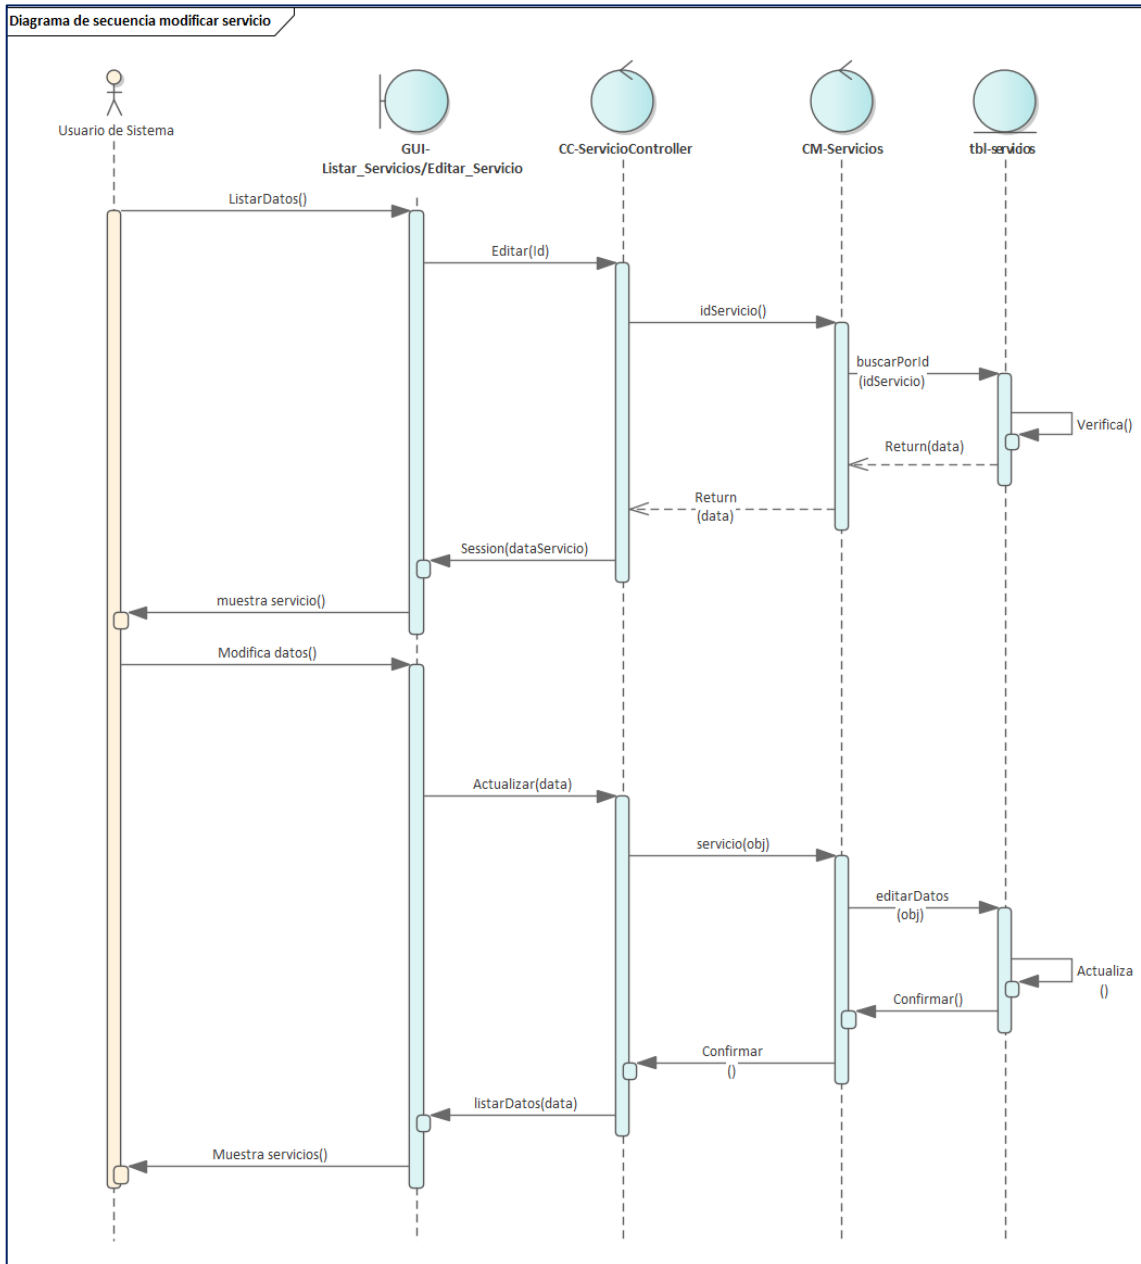 Diagrama de secuencia modificar servicio
Usuario de Sistema
GUI-
Listar_Servicios/Editar_Servicio
CC-ServicioController
CM-Servicios
tbl-servicios
ListarDatos()
Editar(Id)
idServicio()
buscarPorId
(idServicio)
Verifica()
Return(data)
Return
(data)
Session(dataServicio)
muestra servicio()
Modifica datos()
Actualizar(data)
servicio(obj)
editarDatos
(obj)
Actualiza
()
Confirmar()
Confirmar
()
listarDatos(data)
Muestra servicios()